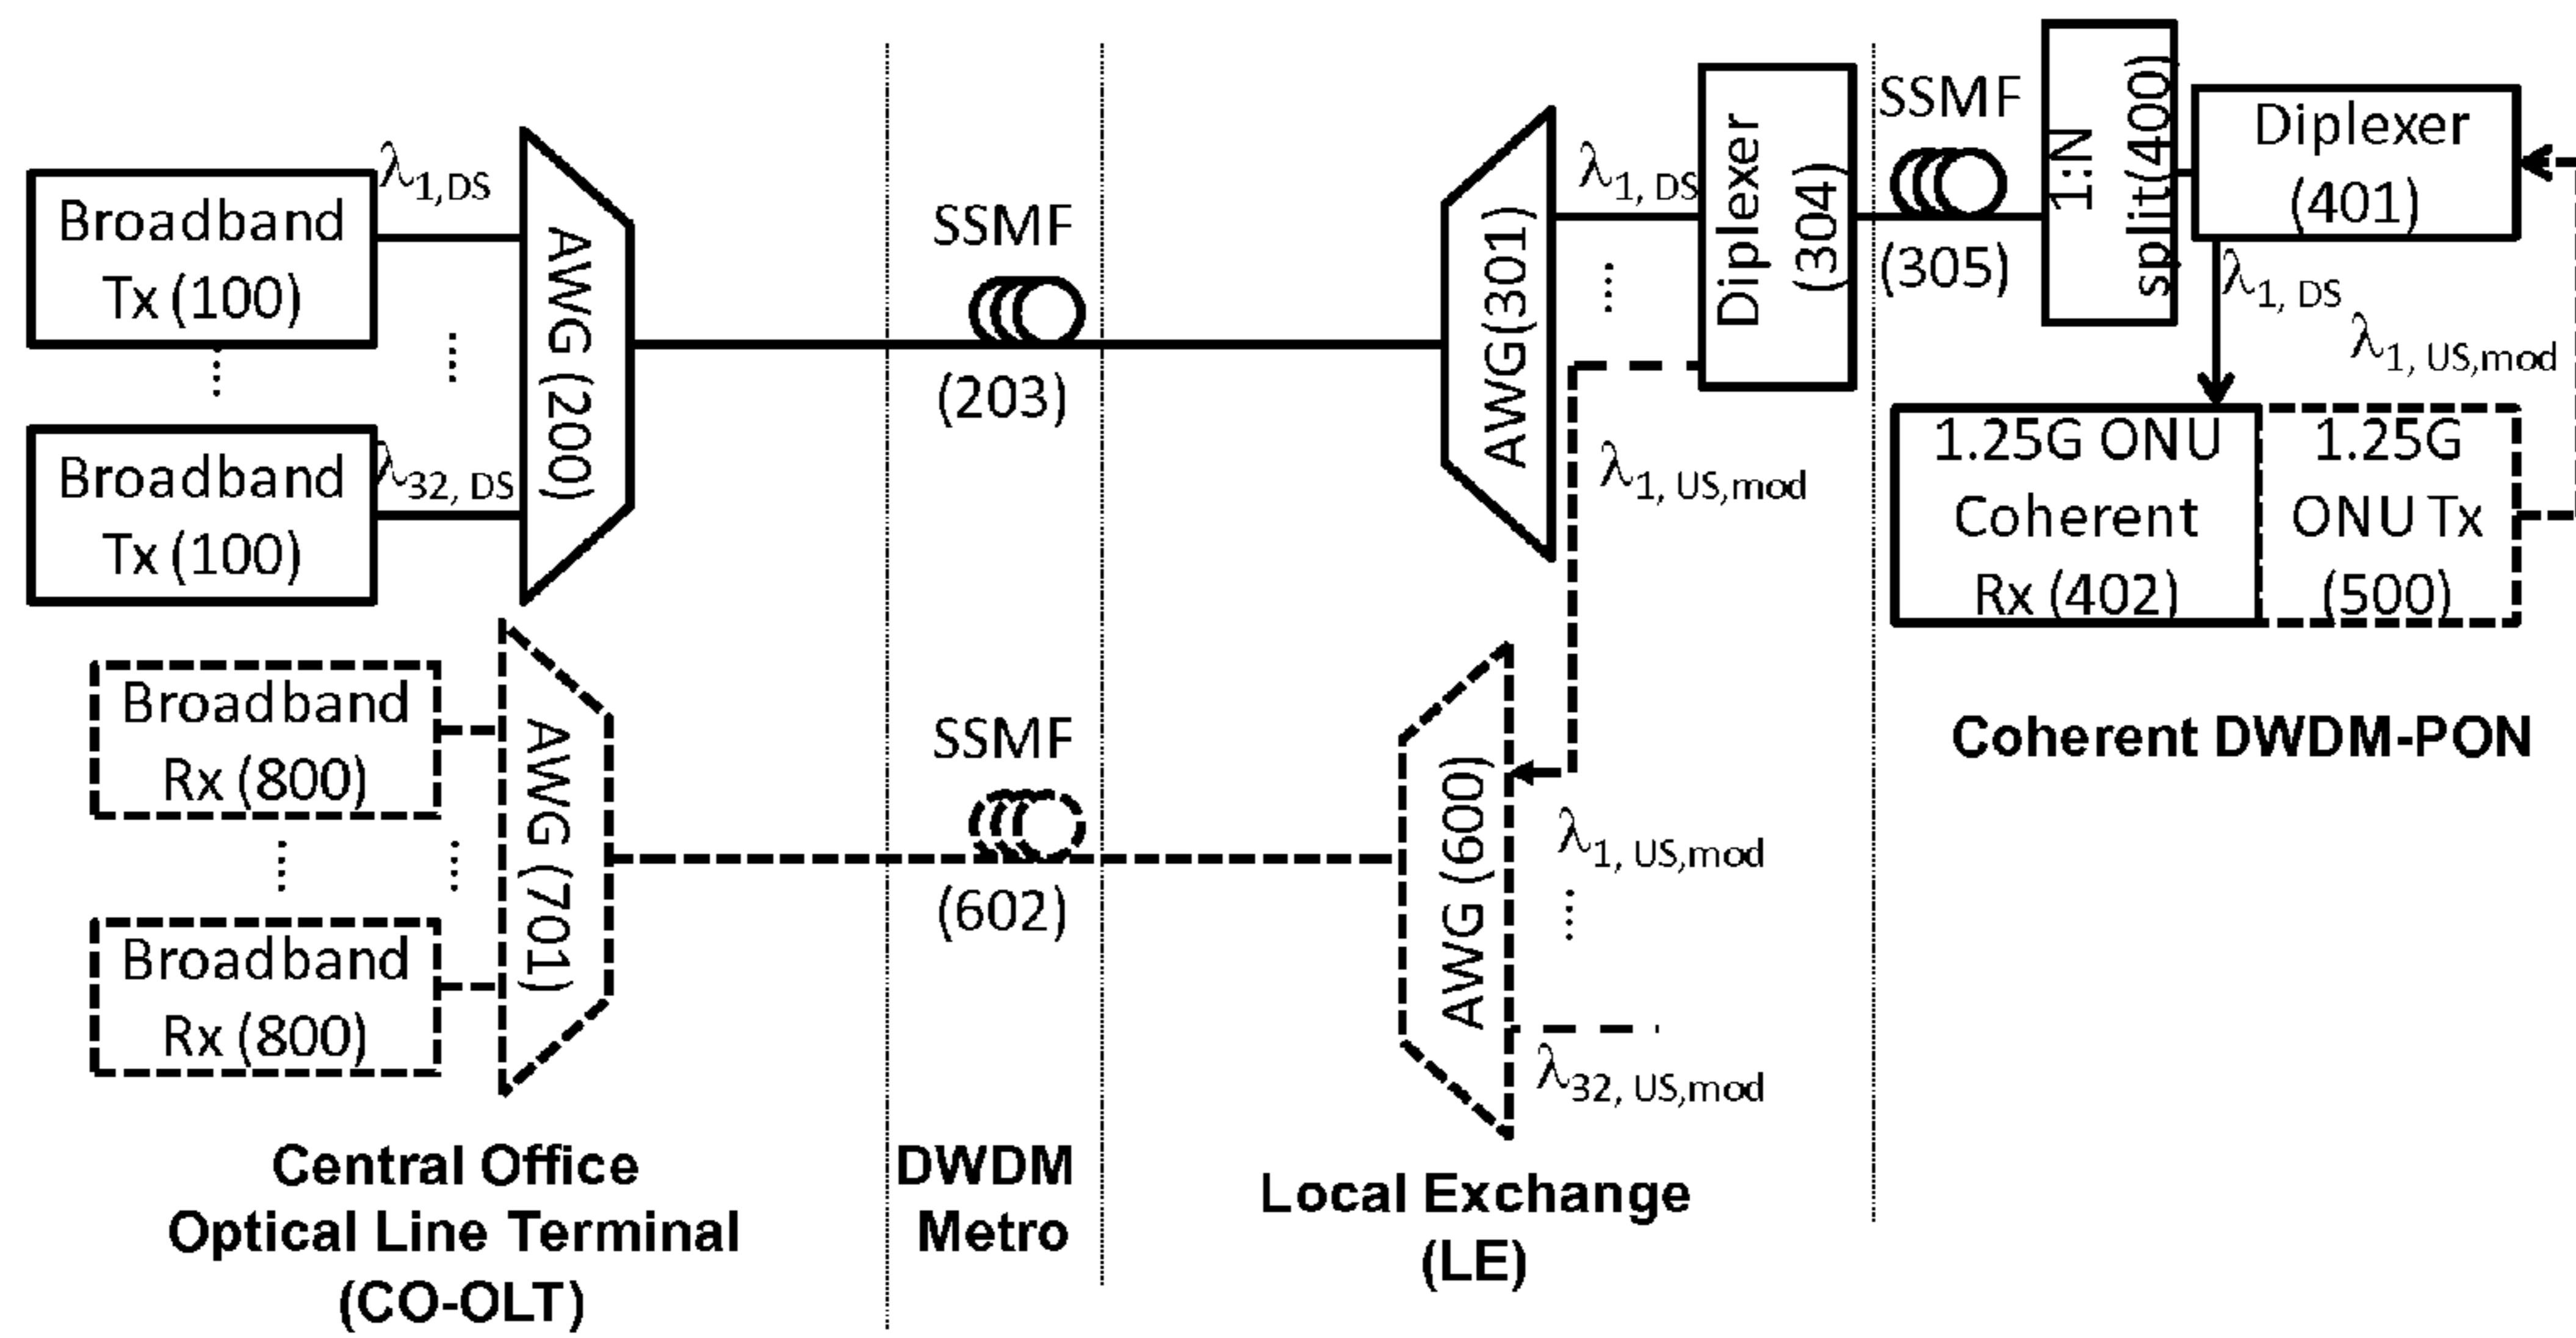 Broadband
Tx (100)
λ1,DS
Broadband
Tx (100)
λ32, DS
AWG (200)
SSMF
(203)
AWG(301)
λ1, DS
Diplexer
(304)
λ1, US,mod
SSMF
(305)
1:N
split(400)
Diplexer
(401)
λ1, DS
λ1, US,mod
1.25G ONU
Coherent
Rx (402)
1.25G
ONU Tx
(500)
Coherent DWDM-PON
Broadband
Rx (800)
Broadband
Rx (800)
AWG (701)
SSMF
(602)
AWG (600)
λ1, US,mod
λ32, US,mod
Central Office
Optical Line Terminal
(CO-OLT)
DWDM
Metro
Local Exchange
(LE)